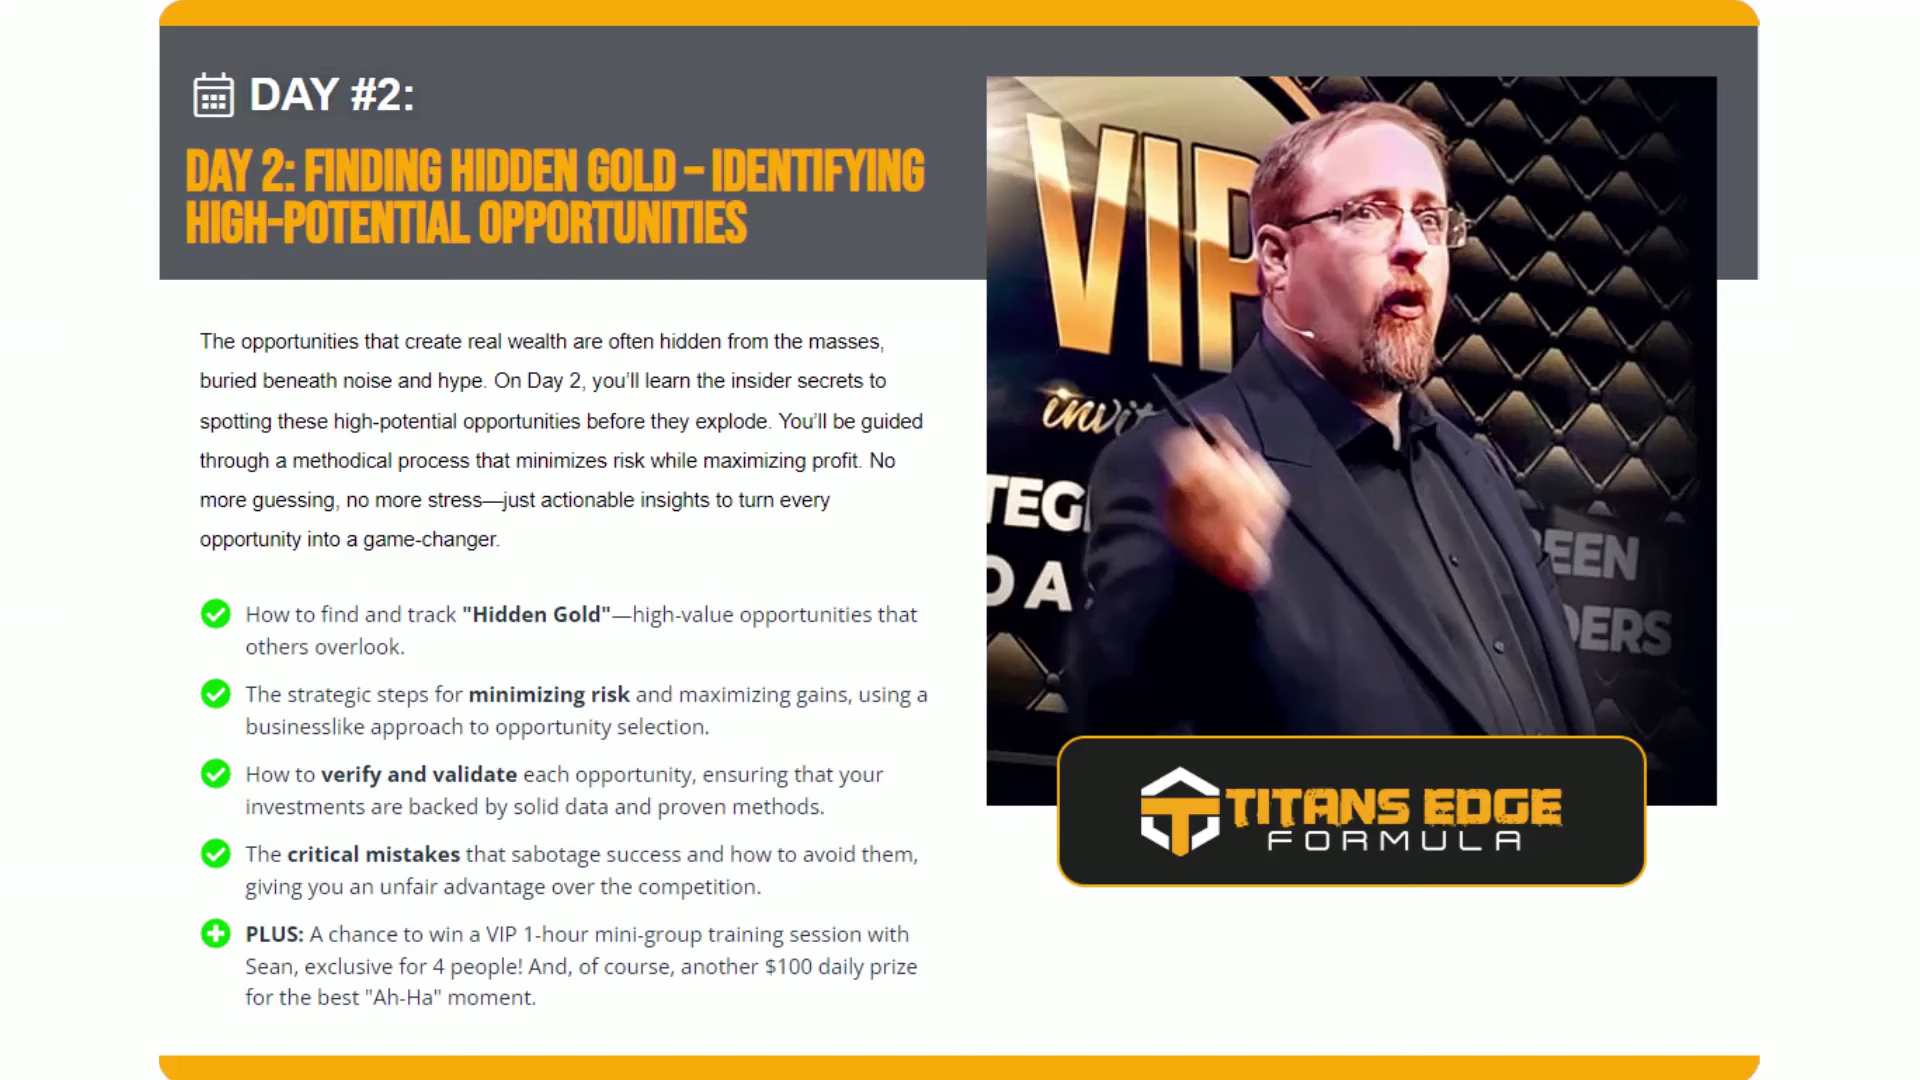 DAY #2:
DAY 2: FINDING HIDDEN GOLD – IDENTIFYING
HIGH-POTENTIAL OPPORTUNITIES
The opportunities that create real wealth are often hidden from the masses,
buried beneath noise and hype. On Day 2, you'll learn the insider secrets to
spotting these high-potential opportunities before they explode. You'll be guided
through a methodical process that minimizes risk while maximizing profit. No
more guessing, no more stress—just actionable insights to turn every
opportunity into a game-changer.
How to find and track "Hidden Gold"—high-value opportunities that
others overlook.
The strategic steps for minimizing risk and maximizing gains, using a
businesslike approach to opportunity selection.
How to verify and validate each opportunity, ensuring that your
investments are backed by solid data and proven methods.
The critical mistakes that sabotage success and how to avoid them,
giving you an unfair advantage over the competition.
PLUS: A chance to win a VIP 1-hour mini-group training session with
Sean, exclusive for 4 people! And, of course, another $100 daily prize
for the best "Ah-Ha" moment.
VIP
invit
TEG
O A
EEN
DERS
TITANS EDGE
FORMULA